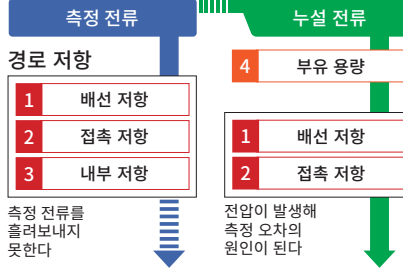 측정 전류
경로 저항
1 배선 저항
2 접촉 저항
3 내부 저항
측정 전류를
흘려보내지
못한다
누설 전류
4 부유 용량
1 배선 저항
2 접촉 저항
전압이 발생해
측정 오차의
원인이 된다